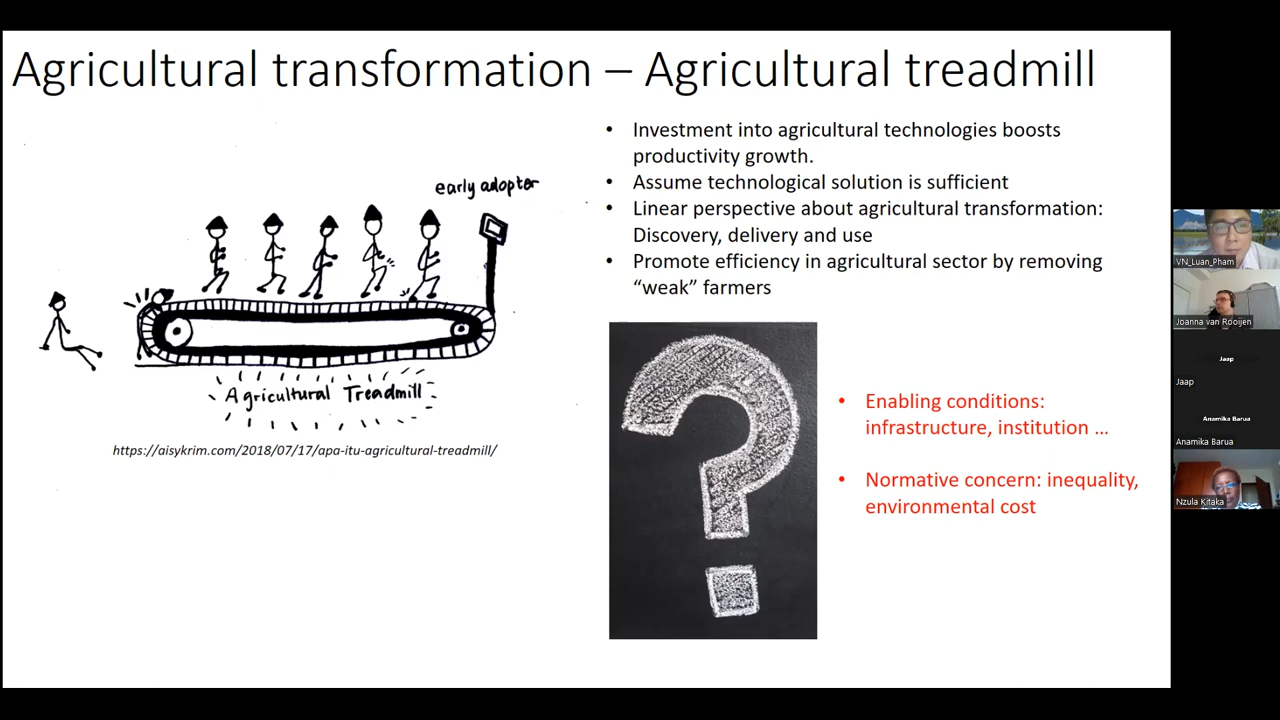 Agricultural transformation – Agricultural treadmill
early adopter
Agricultural Treadmill
https://aisykrim.com/2018/07/17/apa-itu-agricultural-treadmill/
• Investment into agricultural technologies boosts
productivity growth.
• Assume technological solution is sufficient
• Linear perspective about agricultural transformation:
Discovery, delivery and use
• Promote efficiency in agricultural sector by removing
“weak” farmers
?
• Enabling conditions:
infrastructure, institution ...
• Normative concern: inequality,
environmental cost
VN_Luan_Pham
Joanna van Rooijen
Jaap
Jaap
Anamika Barua
Anamika Barua
Nzula Kitaka